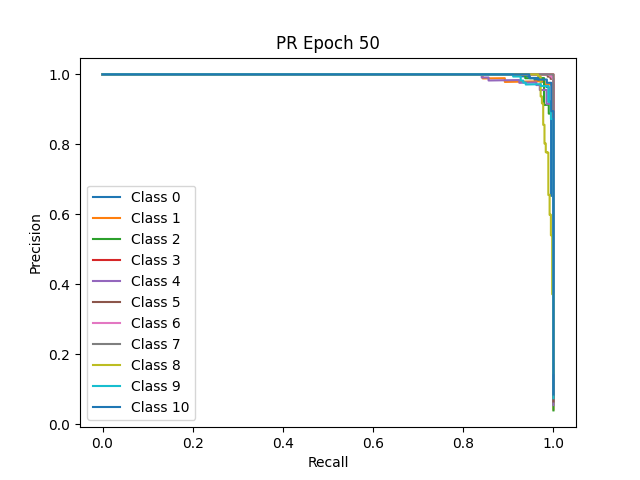 PR Epoch 50
1.0
0.8
0.6
0.4
0.2
0.0
Precision
Class 0
Class 1
Class 2
Class 3
Class 4
Class 5
Class 6
Class 7
Class 8
Class 9
Class 10
0.0 0.2 0.4 0.6 0.8 1.0
Recall